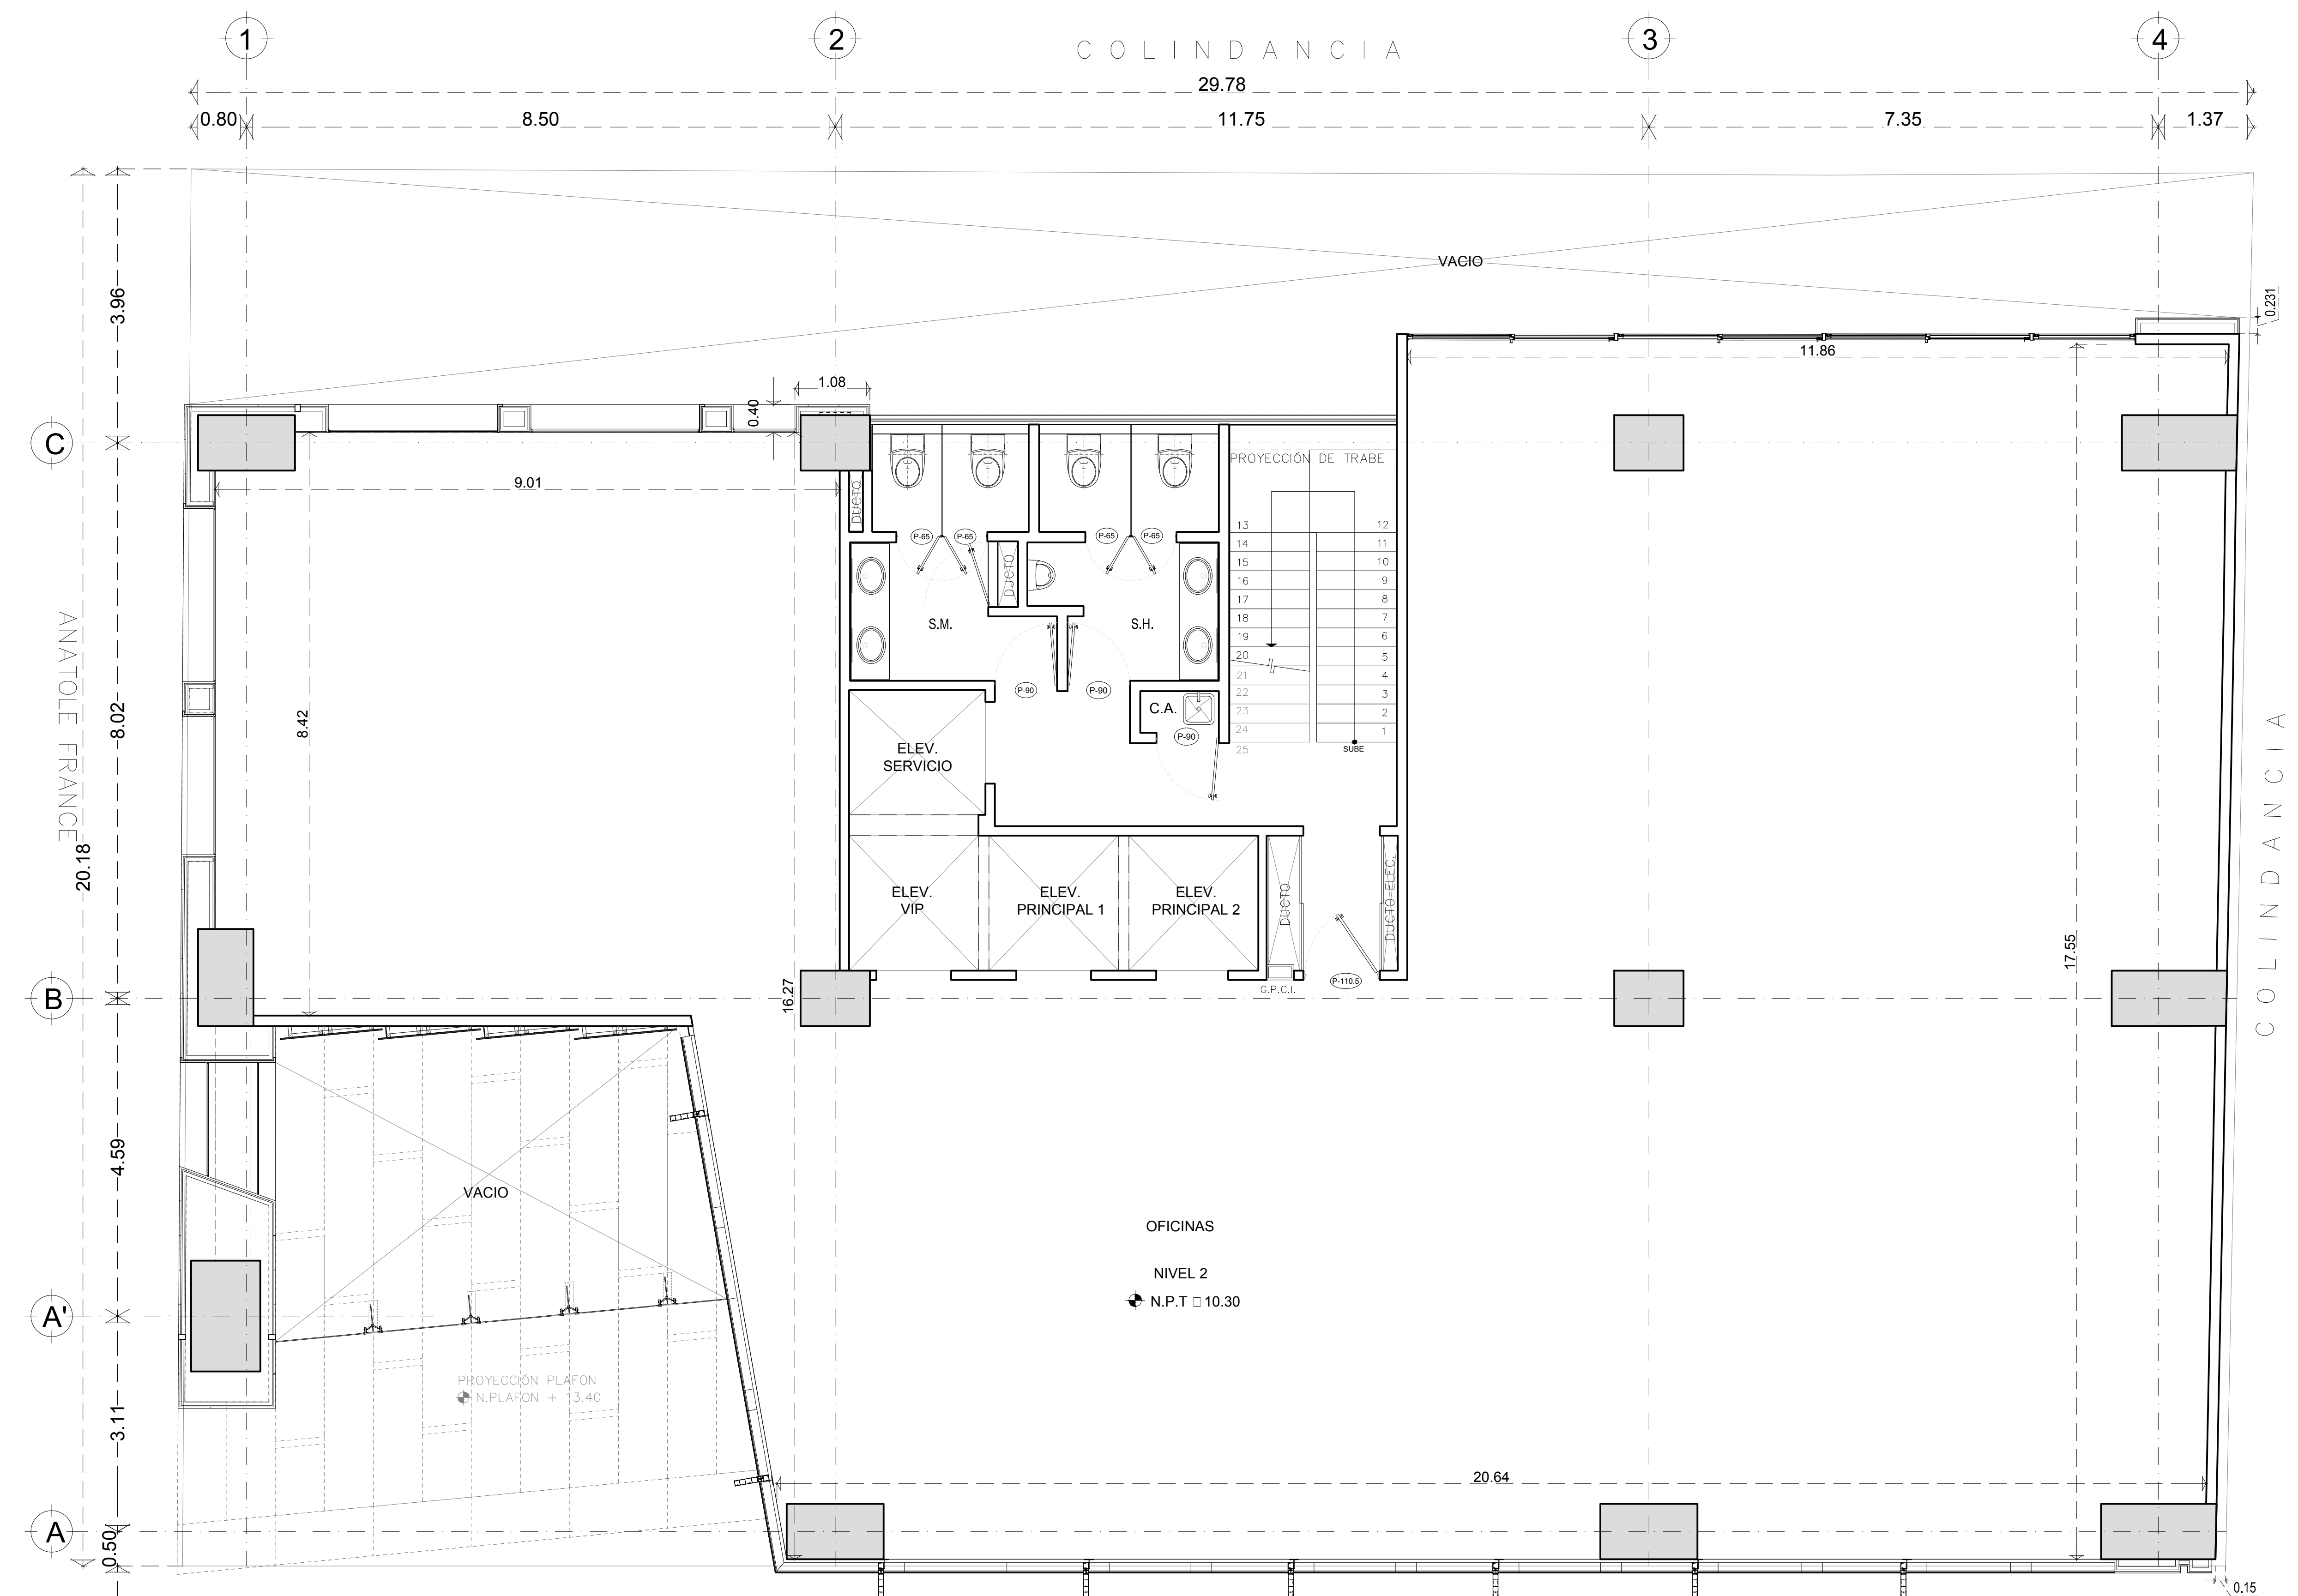 1
2
3
4
C O L I N D A N C I A
29.78
0.80
8.50
11.75
7.35
1.37
VACIO
3.96
0.231
11.86
1.08
0.40
C
9.01
PROYECCIÓN DE TRABE
DUCTO
P-65
P-65
P-65
P-65
DUCTO
13 12
14 11
15 10
16 9
17 8
18 7
19 6
20 5
21 4
22 3
23 2
24 1
25
SUBE
S.M.
S.H.
P-90
P-90
C.A.
P-90
ANATOLE FRANCE
8.02
20.18
8.42
ELEV.
SERVICIO
ELEV.
VIP
ELEV.
PRINCIPAL 1
ELEV.
PRINCIPAL 2
DUCTO
DUCTO ELEC.
C O L I N D A N C I A
17.55
B
16.27
G.P.C.I.
P-110.5
4.59
VACIO
OFICINAS
NIVEL 2
N.P.T □ 10.30
A'
PROYECCIÓN PLAFON
N.PLAFON + 13.40
3.11
20.64
A
0.50
0.15